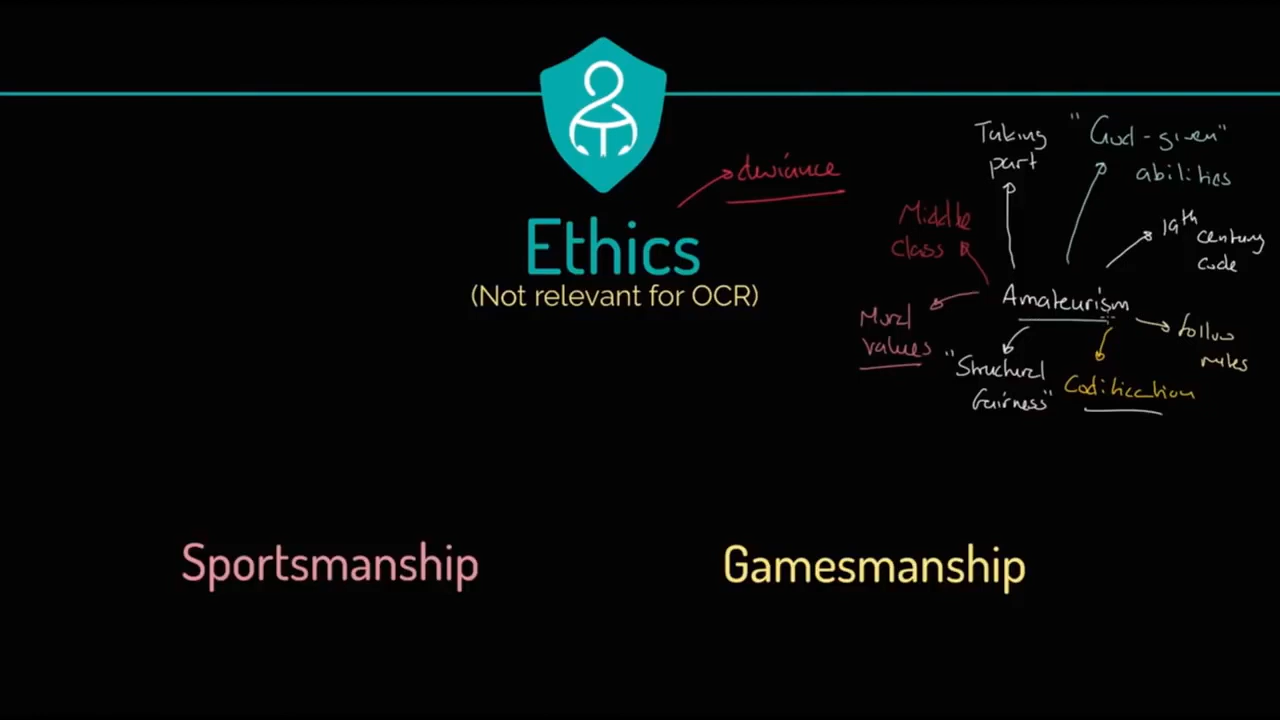 Taking
part
"God-given"
abilities
deviance
Middle
class
19th
century
code
Ethics
(Not relevant for OCR)
Amateurism
Moral
values
follow
rules
"Structural
fairness"
Codification
Sportsmanship
Gamesmanship